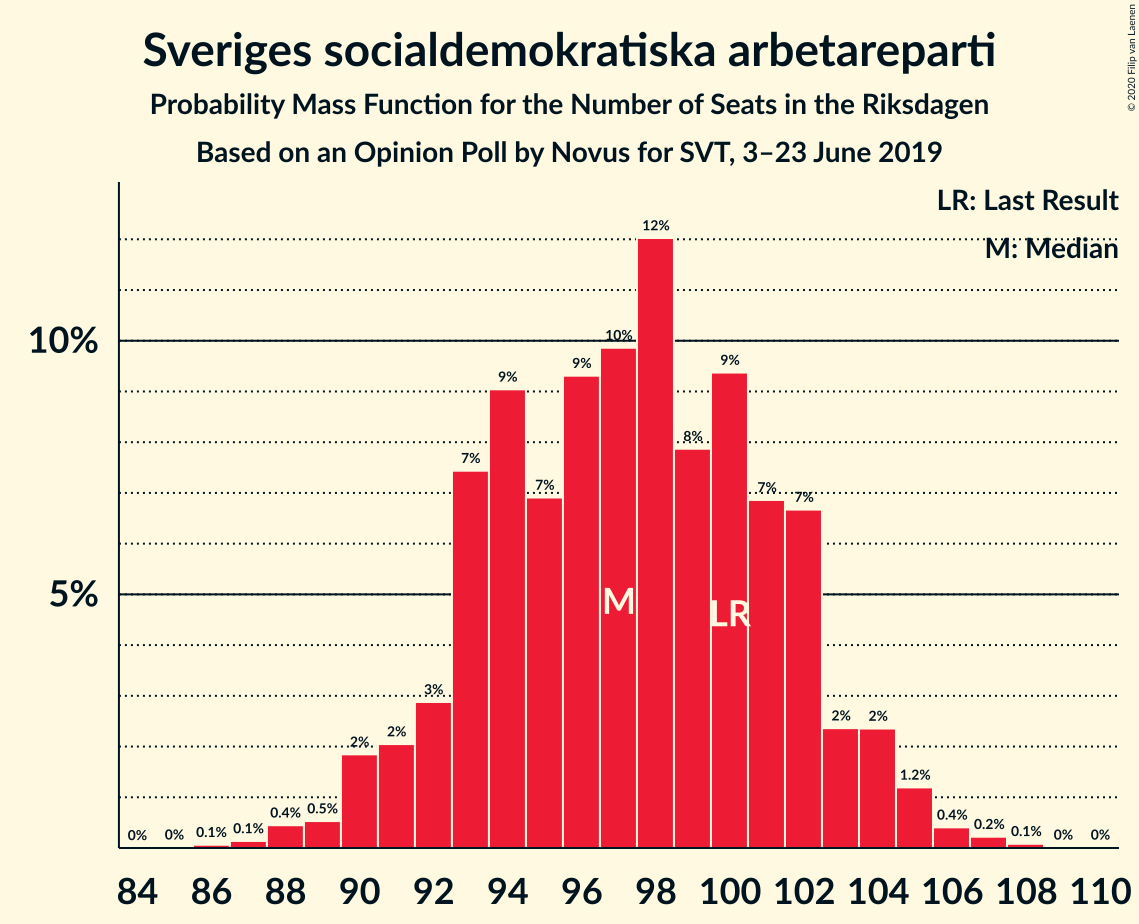 Sveriges socialdemokratiska arbetareparti
Probability Mass Function for the Number of Seats in the Riksdagen
Based on an Opinion Poll by Novus for SVT, 3–23 June 2019
© 2020 Filip van Laenen
LR: Last Result
M: Median
10%
5%
0% 0% 0.1% 0.1% 0.4% 0.5% 2% 2% 3% 7% 9% 7% 9% 10% 12% 8% 9% 7% 7% 2% 2% 1.2% 0.4% 0.2% 0.1% 0% 0%
M LR
84 86 88 90 92 94 96 98 100 102 104 106 108 110